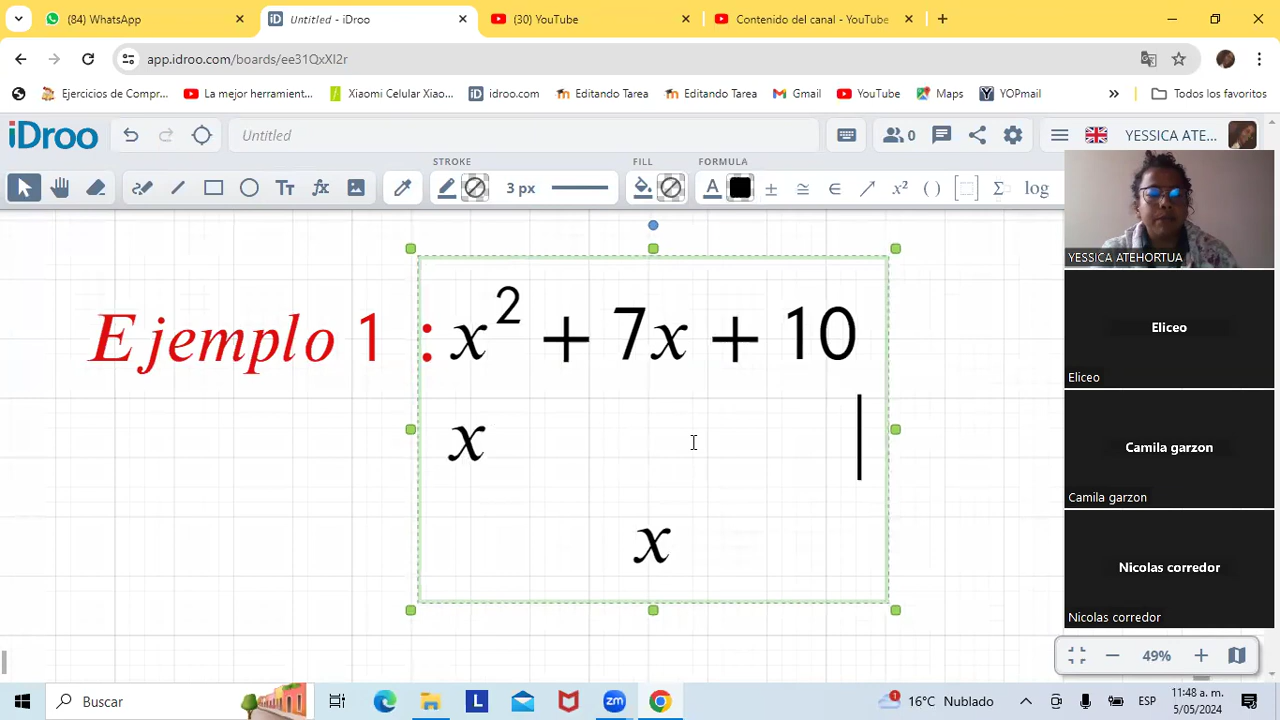 (84) WhatsApp
Untitled - iDroo
(30) YouTube
Contenido del canal - YouTube
app.idroo.com/boards/ee31QxXI2r
Ejercicios de Compr...
La mejor herramient...
Xiaomi Celular Xiao...
idroo.com
Editando Tarea
Editando Tarea
Gmail
YouTube
Maps
YOPmail
»
Todos los favoritos
iDroo
Untitled
0
YESSICA ATE...
STROKE
FILL
FORMULA
3 px
log
YESSICA ATEHORTUA
Ejemplo 1 : x² + 7x + 10
x
x
Eliceo
Eliceo
Camila garzon
Camila garzon
Nicolas corredor
Nicolas corredor
49%
Buscar
16°C Nublado
ESP
11:48 a. m.
5/05/2024